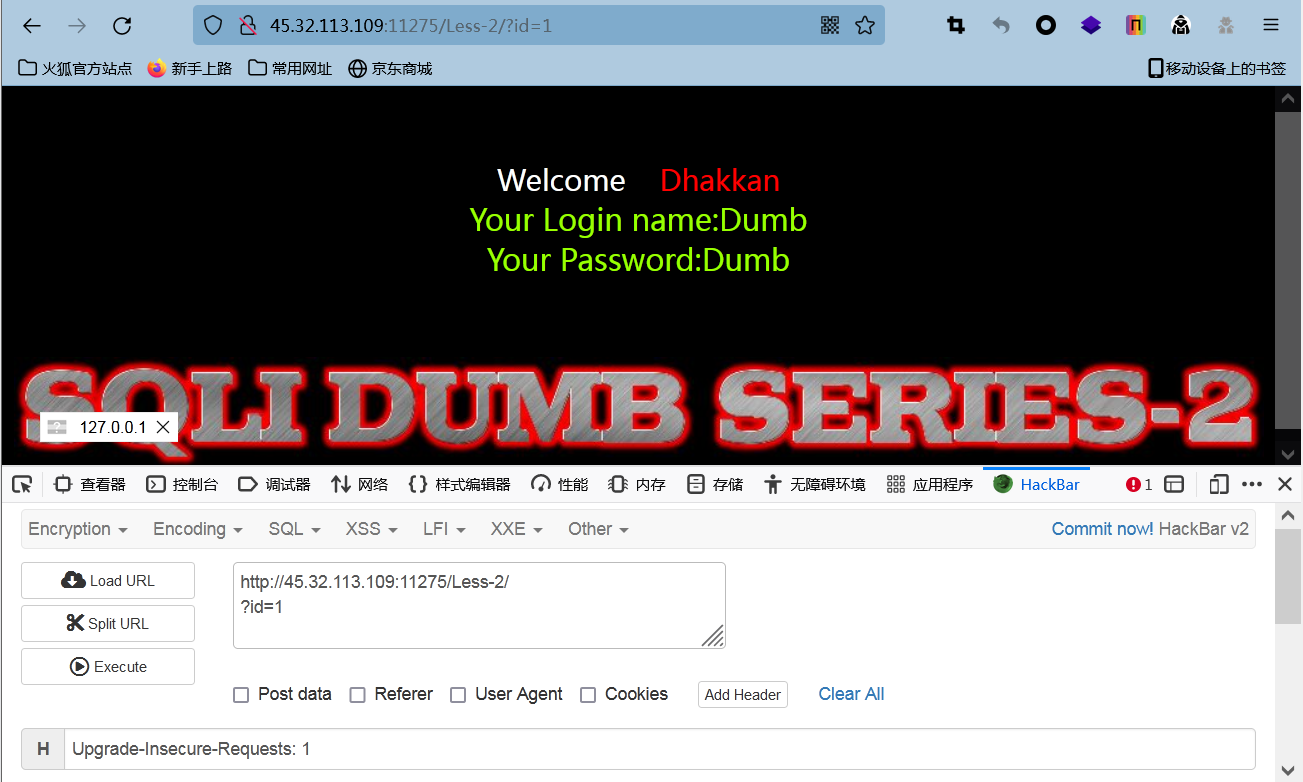 45.32.113.109:11275/Less-2/?id=1
火狐官方站点 新手上路 常用网址 京东商城 移动设备上的书签
Welcome Dhakkan
Your Login name:Dumb
Your Password:Dumb
SQLI DUMB SERIES-2
127.0.0.1
查看器 控制台 调试器 网络 样式编辑器 性能 内存 存储 无障碍环境 应用程序 HackBar 1
Encryption Encoding SQL XSS LFI XXE Other Commit now! HackBar v2
Load URL
Split URL
Execute
http://45.32.113.109:11275/Less-2/
?id=1
Post data Referer User Agent Cookies Add Header Clear All
H Upgrade-Insecure-Requests: 1